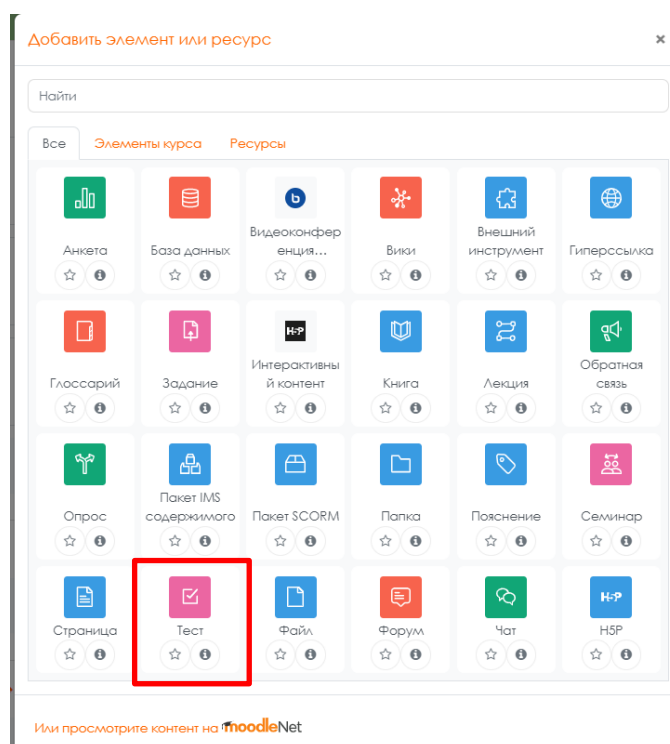 Добавить элемент или ресурс
×
Найти
Все Элементы курса Ресурсы
Анкета
База данных
Видеоконфер
енция...
Вики
Внешний
инструмент
Гиперссылка
Глоссарий
Задание
H5P
Интерактивны
й контент
Книга
Лекция
Обратная
связь
Опрос
Пакет IMS
содержимого
Пакет SCORM
Папка
Пояснение
Семинар
Страница
Тест
Файл
Форум
Чат
H5P
H5P
Или просмотрите контент на moodleNet